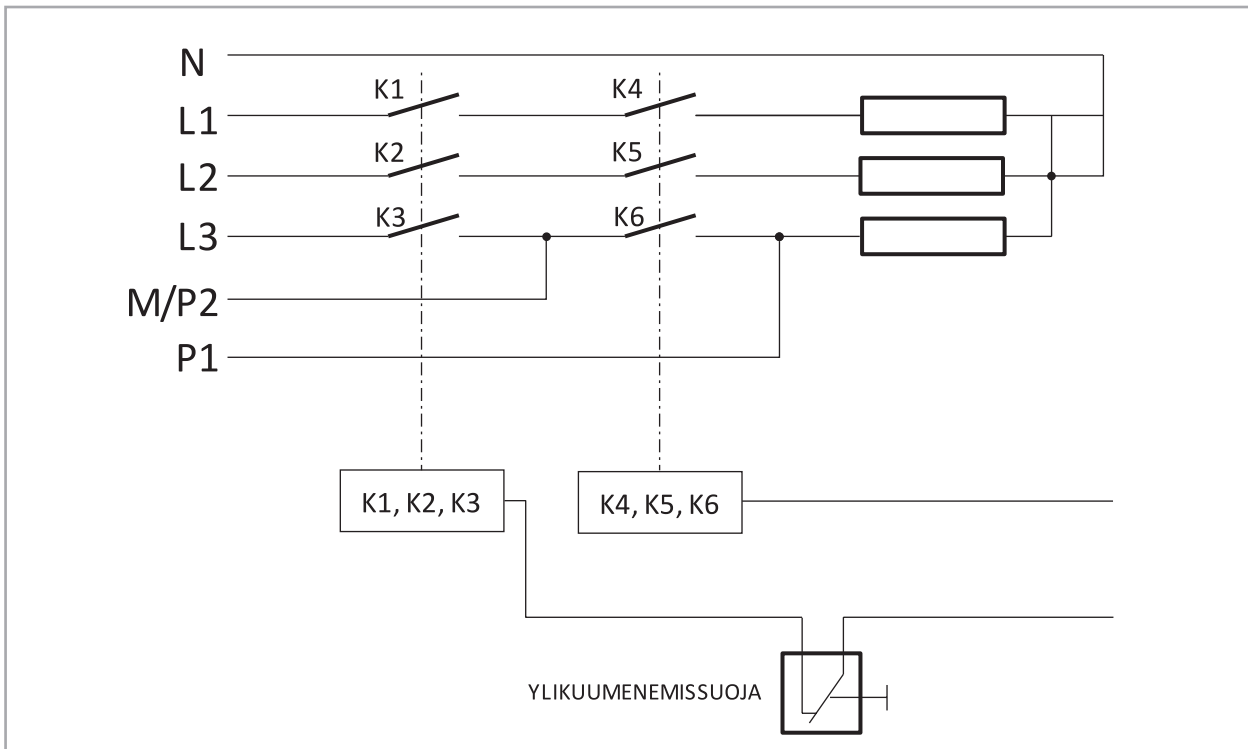 N
K1
K4
L1
K2
K5
L2
K3
K6
L3
M/P2
P1
K1, K2, K3
K4, K5, K6
YLIKUUMENEMISSUOJA